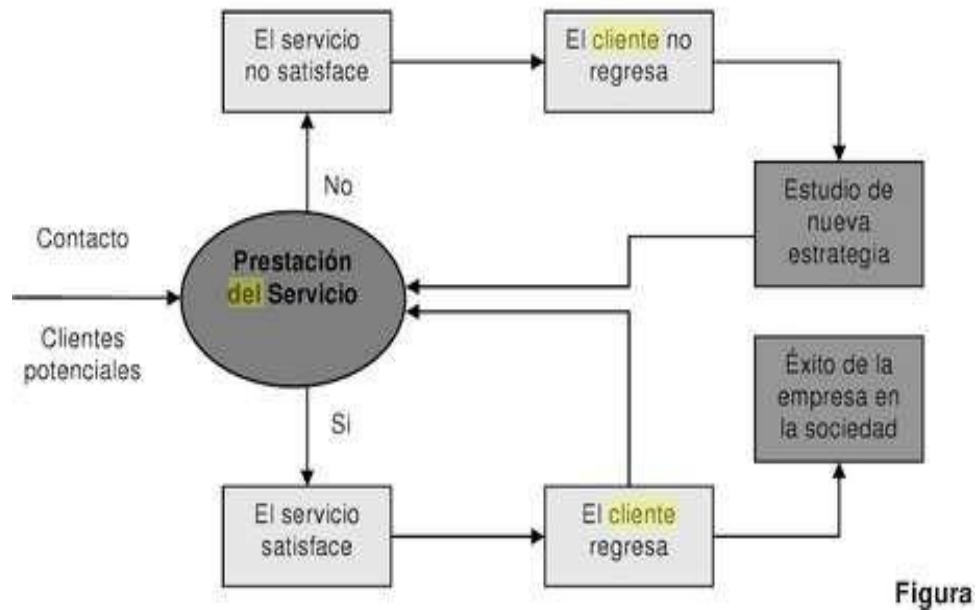 El servicio
no satisface
El cliente no
regresa
No
Estudio de
nueva
estrategia
Contacto
Prestación
del Servicio
Clientes
potenciales
Éxito de la
empresa en
la sociedad
Sí
El servicio
satisface
El cliente
regresa
Figura